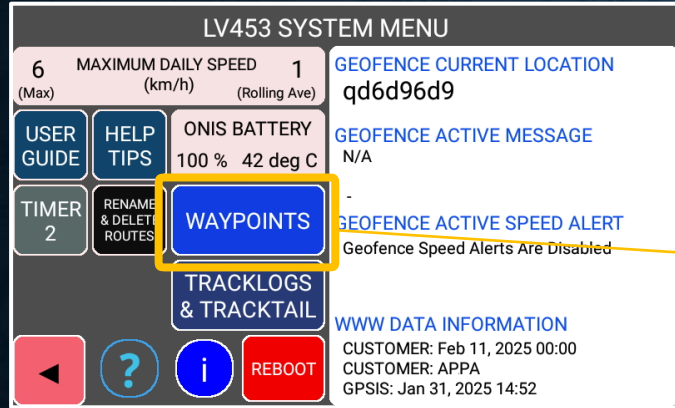 LV453 SYSTEM MENU
6 MAXIMUM DAILY SPEED 1
(Max) (km/h) (Rolling Ave)
USER
GUIDE
HELP
TIPS
ONIS BATTERY
100 % 42 deg C
TIMER
2
RENAME
& DELETE
ROUTES
WAYPOINTS
TRACKLOGS
& TRACKTAIL
◄
?
i
REBOOT
GEOFENCE CURRENT LOCATION
qd6d96d9
GEOFENCE ACTIVE MESSAGE
N/A
-
GEOFENCE ACTIVE SPEED ALERT
Geofence Speed Alerts Are Disabled
WWW DATA INFORMATION
CUSTOMER: Feb 11, 2025 00:00
CUSTOMER: APPA
GPSIS: Jan 31, 2025 14:52